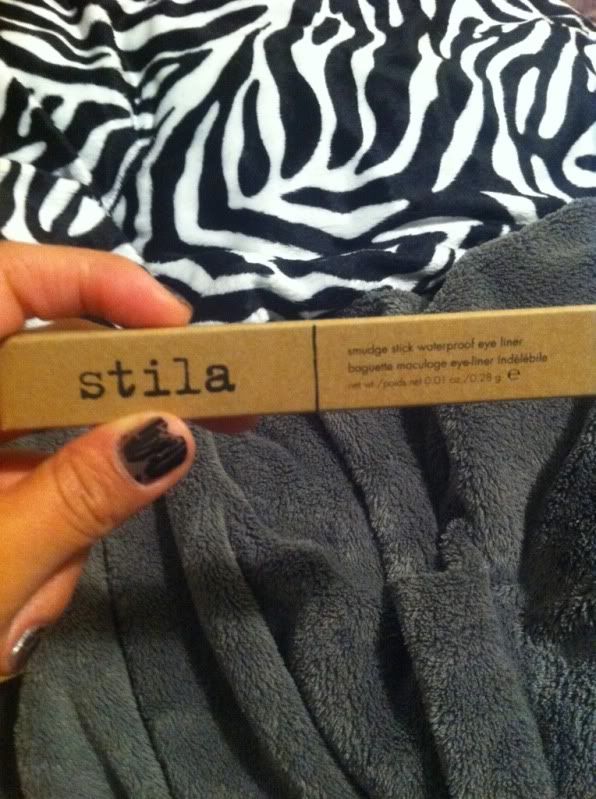 stila
smudge stick waterproof eye liner
baguette maculage eye-liner indélébile
net wt./poids net 0.01 oz./0.28 g ℮